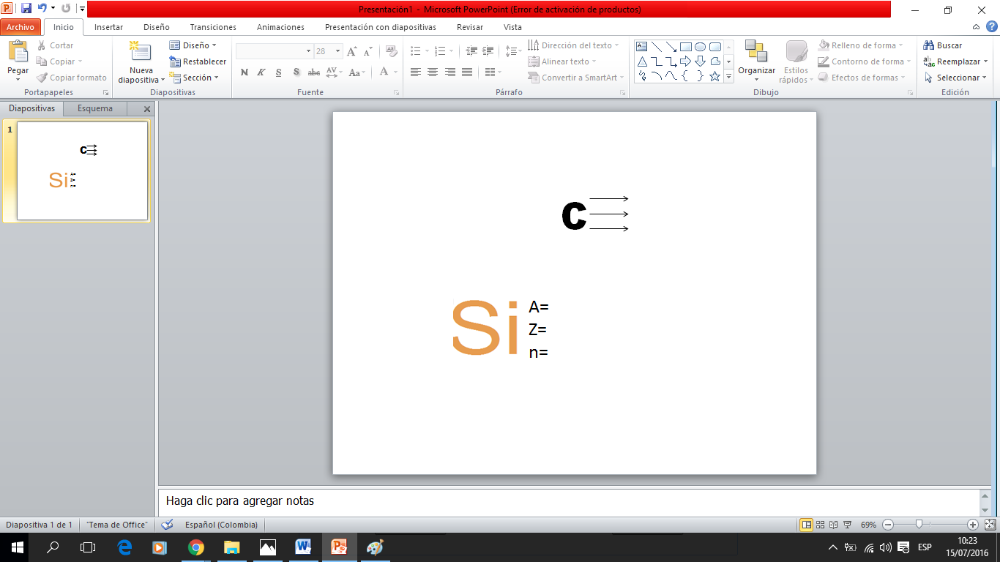 Presentación1 - Microsoft PowerPoint (Error de activación de productos)
Archivo Inicio Insertar Diseño Transiciones Animaciones Presentación con diapositivas Revisar Vista
Pegar
Cortar
Copiar
Copiar formato
Portapapeles
Nueva
diapositiva
Diseño
Restablecer
Sección
Diapositivas
28
N K S S abc AV Aa A
Fuente
Dirección del texto
Alinear texto
Convertir a SmartArt
Párrafo
Organizar
Estilos
rápidos
Relleno de forma
Contorno de forma
Efectos de formas
Dibujo
Buscar
Reemplazar
Seleccionar
Edición
Diapositivas Esquema
1
c
Si
c
Si
A=
Z=
n=
Haga clic para agregar notas
Diapositiva 1 de 1 "Tema de Office" Español (Colombia) 69%
ESP
10:23
15/07/2016